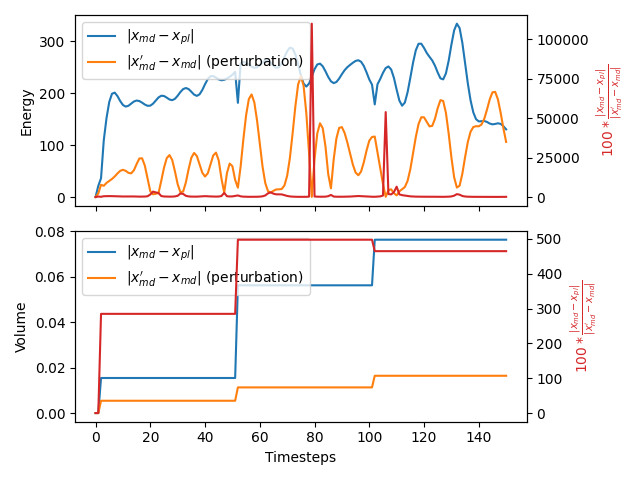 |x_md − x_pl|
|x'_md − x_md| (perturbation)
300
200
100
0
Energy
100000
75000
50000
25000
0
100 * |x_md − x_pl| / |x'_md − x_md|
|x_md − x_pl|
|x'_md − x_md| (perturbation)
0.08
0.06
0.04
0.02
0.00
Volume
500
400
300
200
100
0
100 * |x_md − x_pl| / |x'_md − x_md|
0 20 40 60 80 100 120 140
Timesteps